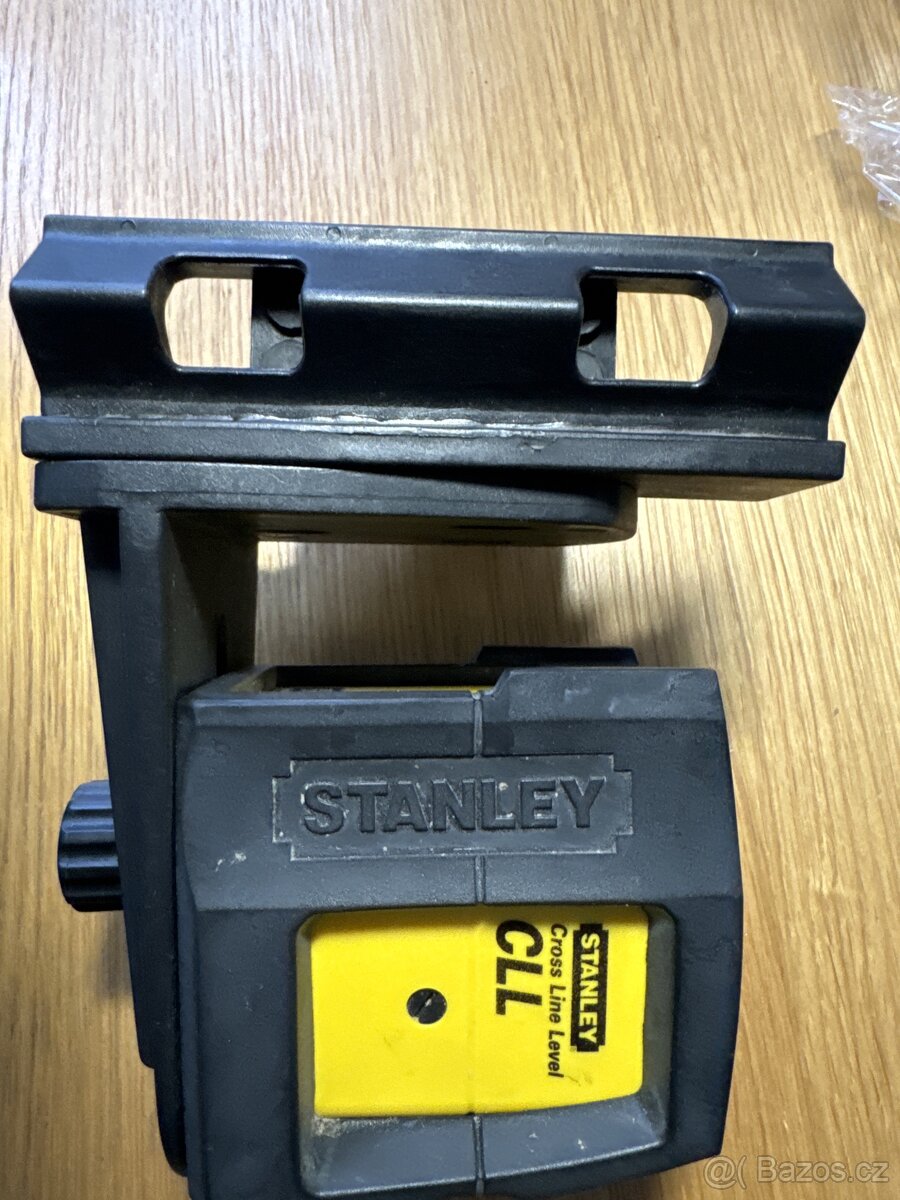 STANLEY
STANLEY
Cross Line Level
CLL
@( Bazos.cz